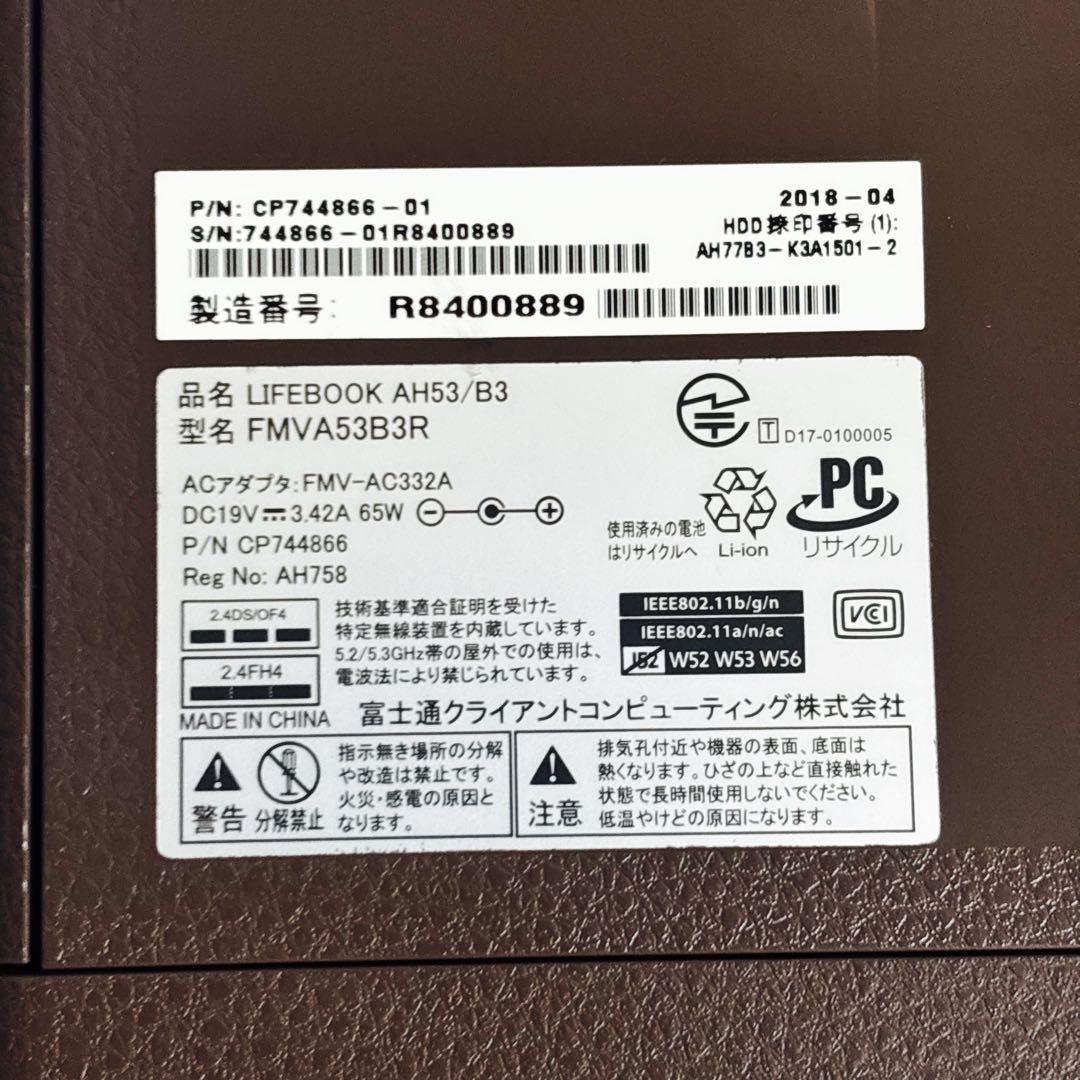 P/N: CP744866-01
S/N:744866-01R8400889
2018-04
HDD捺印番号(1):
AH77B3-K3A1501-2
製造番号: R8400889
品名 LIFEBOOK AH53/B3
型名 FMVA53B3R
T D17-0100005
ACアダプタ:FMV-AC332A
DC19V 3.42A 65W
P/N CP744866
Reg No: AH758
使用済みの電池
はリサイクルへ
Li-ion
PC
リサイクル
2.4DS/OF4
2.4FH4
技術基準適合証明を受けた
特定無線装置を内蔵しています。
5.2/5.3GHz帯の屋外での使用は、
電波法により禁じられています。
IEEE802.11b/g/n
IEEE802.11a/n/ac
J52 W52 W53 W56
VCI
MADE IN CHINA 富士通クライアントコンピューティング株式会社
警告
分解禁止
指示無き場所の分解
や改造は禁止です。
火災・感電の原因と
なります。
注意
排気孔付近や機器の表面、底面は
熱くなります。ひざの上など直接触れた
状態で長時間使用しないでください。
低温やけどの原因になります。